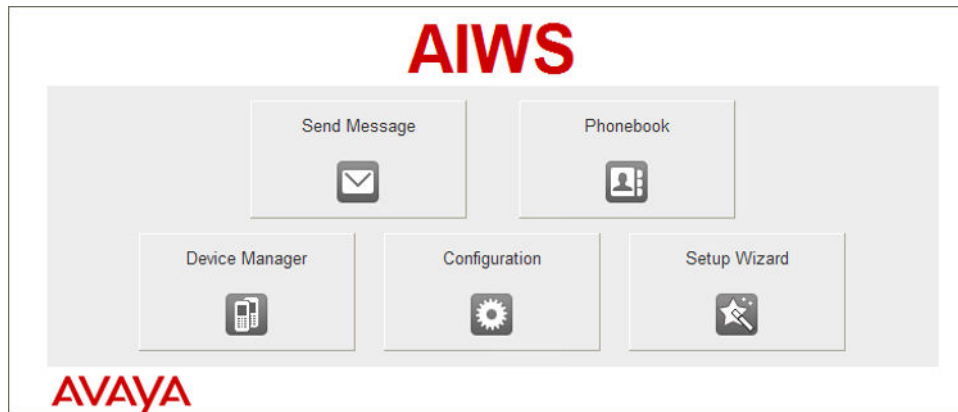 AIWS
Send Message
Phonebook
Device Manager
Configuration
Setup Wizard
AVAYA